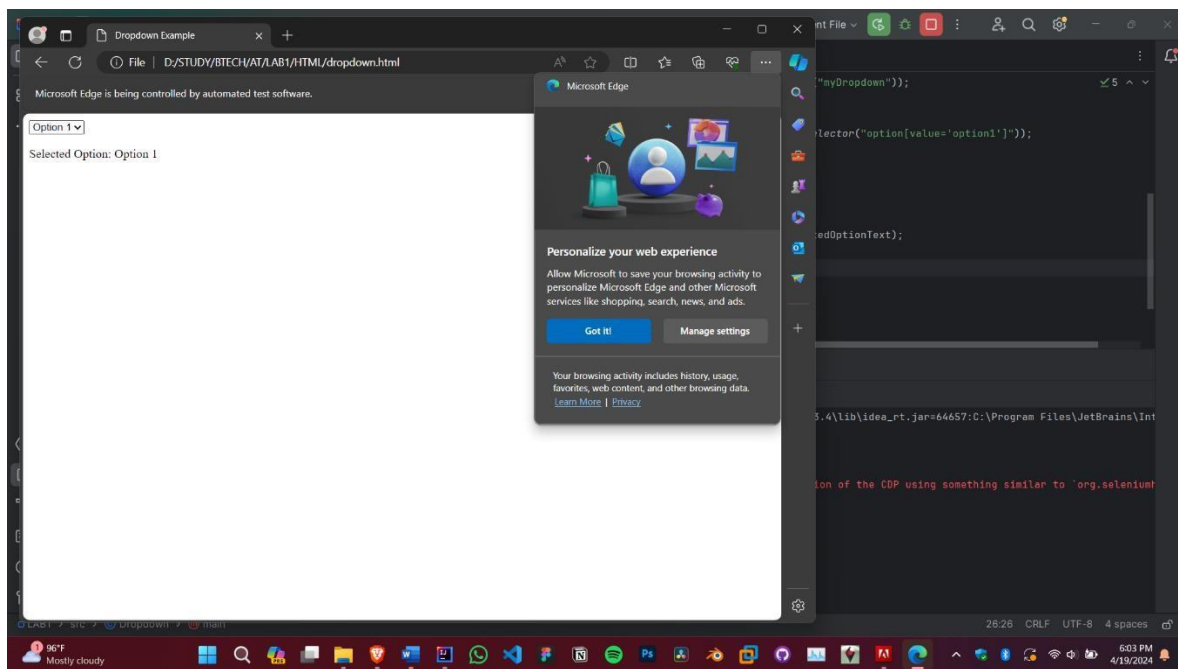 Dropdown Example
File | D:/STUDY/BTECH/AT/LAB1/HTML/dropdown.html
Microsoft Edge is being controlled by automated test software.
Option 1
Selected Option: Option 1
Microsoft Edge
Personalize your web experience
Allow Microsoft to save your browsing activity to
personalize Microsoft Edge and other Microsoft
services like shopping, search, news, and ads.
Got it!
Manage settings
Your browsing activity includes history, usage,
favorites, web content, and other browsing data.
Learn More | Privacy
nt File
5
"myDropdown"));
elector("option[value='option1']"));
edOptionText);
3.4\lib\idea_rt.jar=64657:C:\Program Files\JetBrains\Int
ion of the CDP using something similar to `org.seleniumh
LAB1 > src > Dropdown > main
26:26 CRLF UTF-8 4 spaces
96°F
Mostly cloudy
6:03 PM
4/19/2024